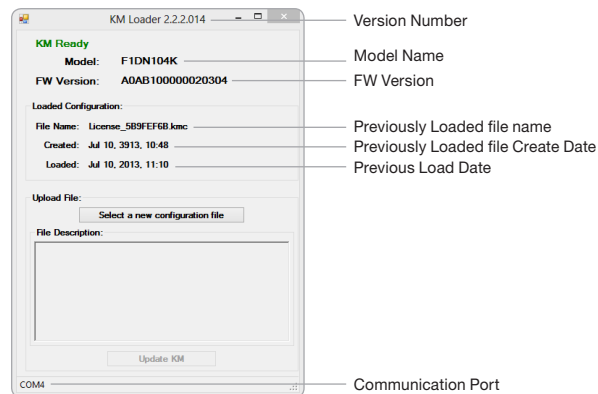 KM Loader 2.2.2.014
Version Number
KM Ready
Model: F1DN104K
Model Name
FW Version: A0AB100000020304
FW Version
Loaded Configuration:
File Name: License_5B9FEF6B.kmc
Previously Loaded file name
Created: Jul 10, 3913, 10:48
Previously Loaded file Create Date
Loaded: Jul 10, 2013, 11:10
Previous Load Date
Upload File:
Select a new configuration file
File Description:
Update KM
COM4
Communication Port